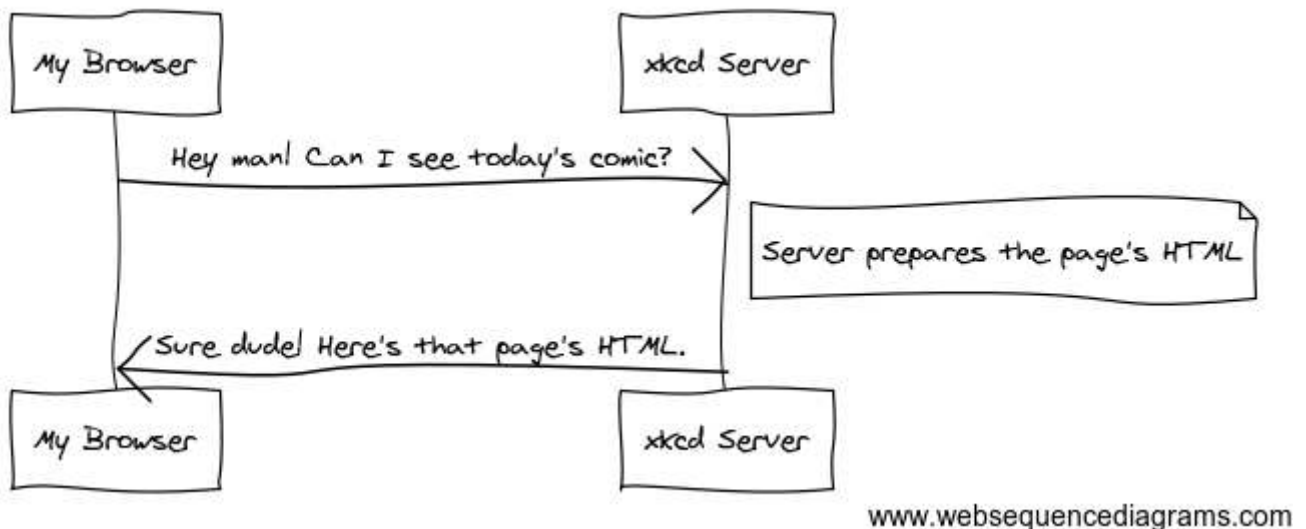 My Browser
xkcd Server
Hey man! Can I see today's comic?
Server prepares the page's HTML
Sure dude! Here's that page's HTML.
My Browser
xkcd Server
www.websequencediagrams.com